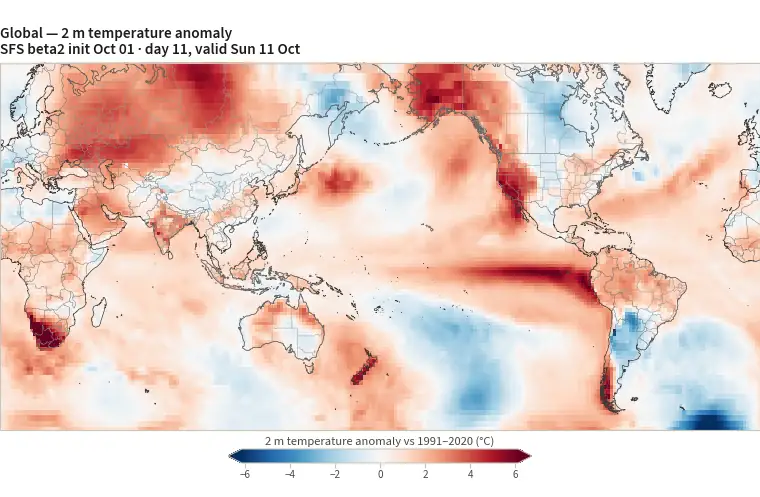 Global — 2 m temperature anomaly
SFS beta2 init Oct 01 · day 11, valid Sun 11 Oct
2 m temperature anomaly vs 1991–2020 (°C)
−6 −4 −2 0 2 4 6